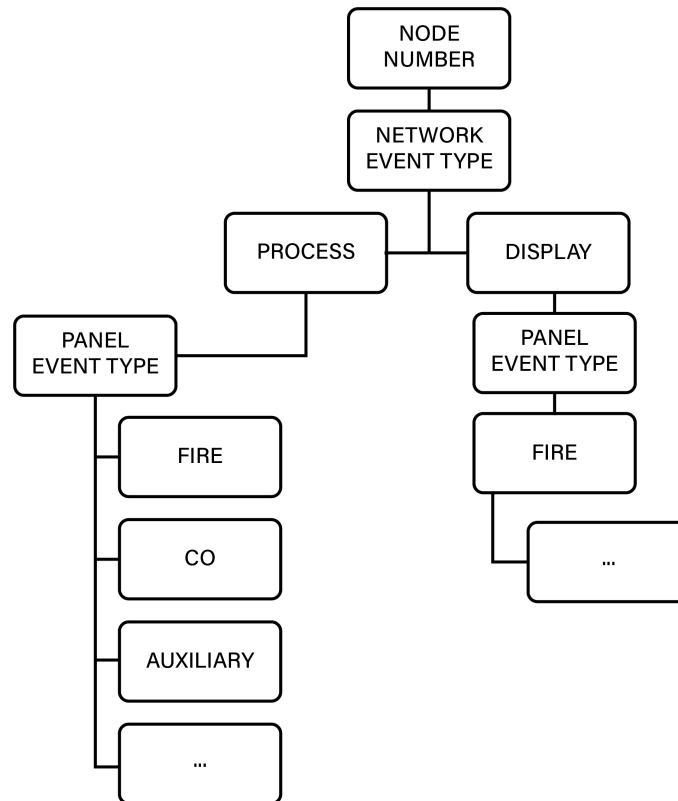 NODE
NUMBER
NETWORK
EVENT TYPE
PROCESS
DISPLAY
PANEL
EVENT TYPE
PANEL
EVENT TYPE
FIRE
FIRE
CO
...
AUXILIARY
...